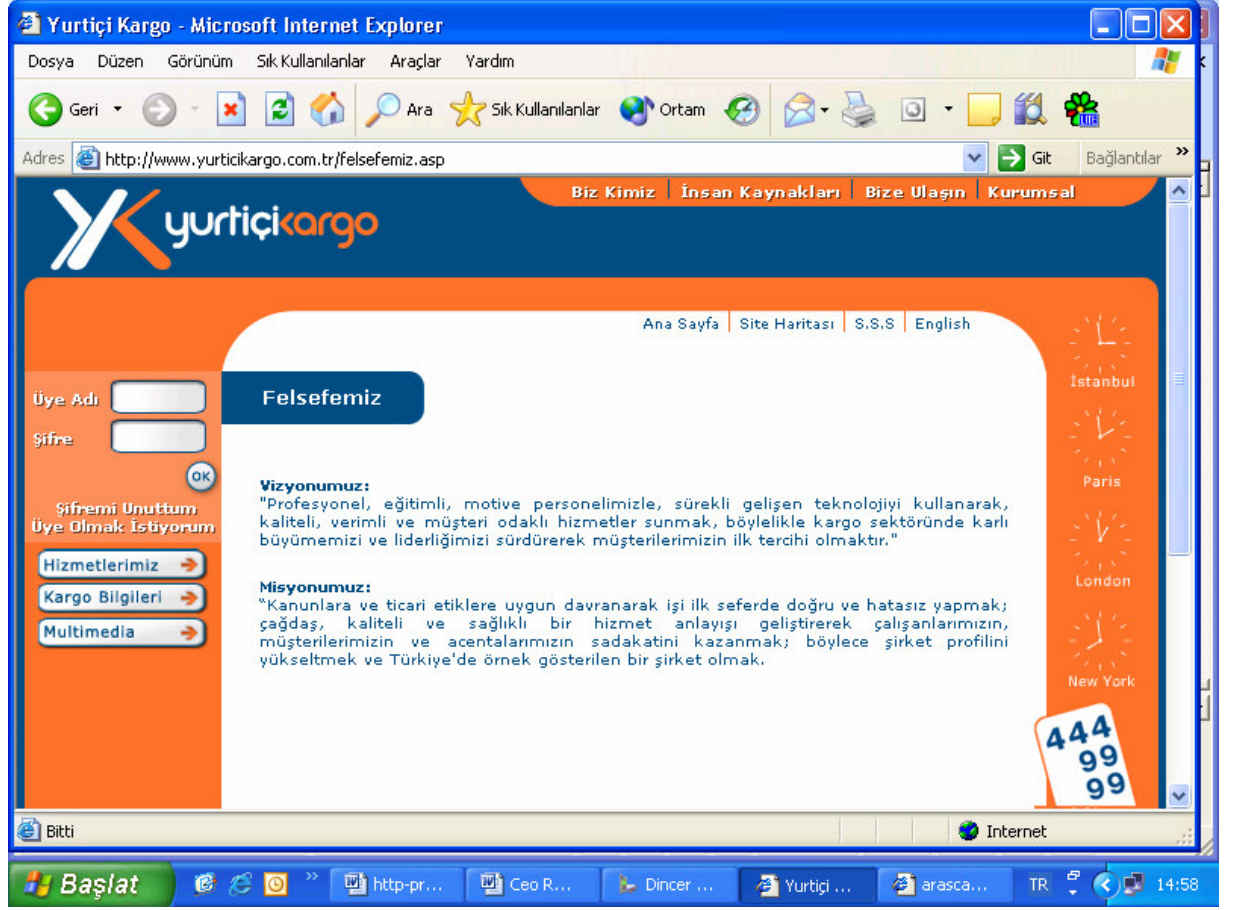 Yurtiçi Kargo - Microsoft Internet Explorer
Dosya Düzen Görünüm Sık Kullanılanlar Araçlar Yardım
Geri Ara Sık Kullanılanlar Ortam LITE
Adres http://www.yurticikargo.com.tr/felsefemiz.asp Git Bağlantılar »
Biz Kimiz | İnsan Kaynakları | Bize Ulaşın | Kurumsal
yurtiçikargo
Ana Sayfa | Site Haritası | S.S.S | English
İstanbul
Paris
London
New York
444
99
99
Üye Adı
Şifre
OK
Şifremi Unuttum
Üye Olmak İstiyorum
Hizmetlerimiz
Kargo Bilgileri
Multimedia
Felsefemiz
Vizyonumuz:
"Profesyonel, eğitimli, motive personelimizle, sürekli gelişen teknolojiyi kullanarak,
kaliteli, verimli ve müşteri odaklı hizmetler sunmak, böylelikle kargo sektöründe karlı
büyümemizi ve liderliğimizi sürdürerek müşterilerimizin ilk tercihi olmaktır."
Misyonumuz:
"Kanunlara ve ticari etiklere uygun davranarak işi ilk seferde doğru ve hatasız yapmak;
çağdaş, kaliteli ve sağlıklı bir hizmet anlayışı geliştirerek çalışanlarımızın,
müşterilerimizin ve acentalarımızın sadakatini kazanmak; böylece şirket profilini
yükseltmek ve Türkiye'de örnek gösterilen bir şirket olmak.
Bitti Internet
Başlat » http-pr... Ceo R... Dincer ... Yurtiçi ... arasca... TR 14:58